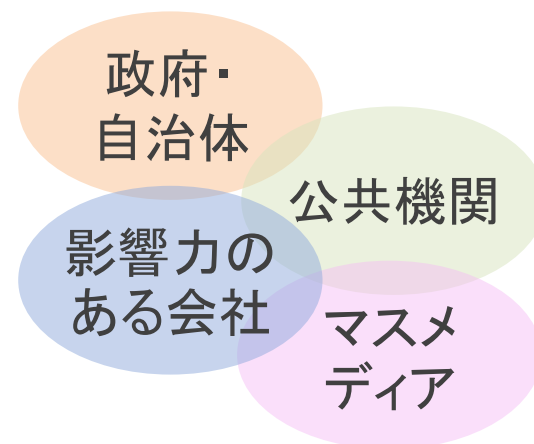 政府・
自治体
公共機関
影響力の
ある会社
マスメ
ディア